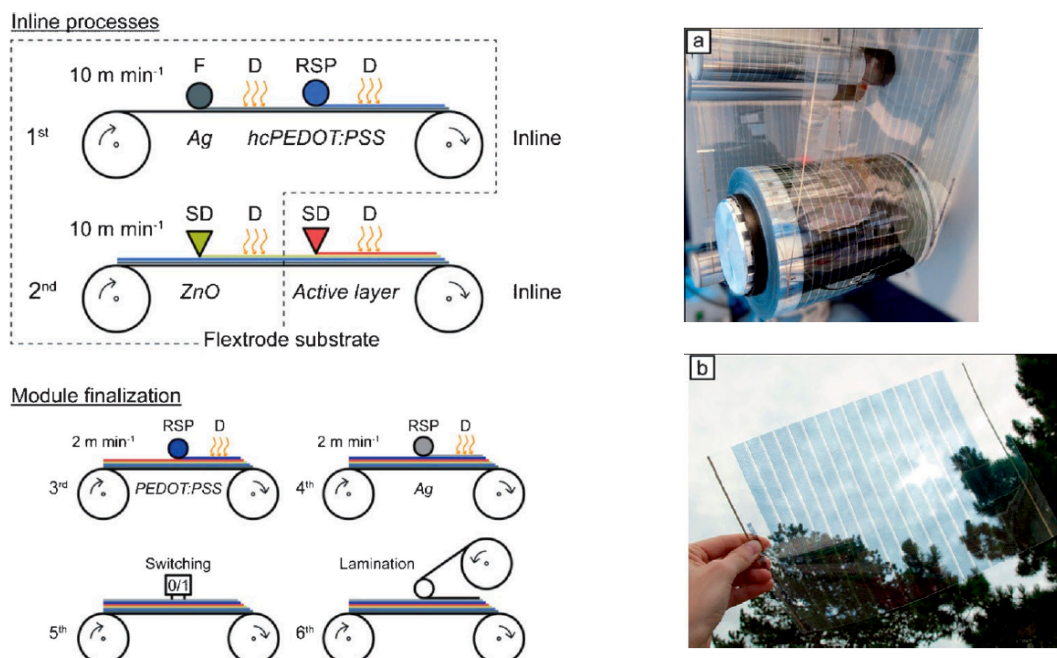 Inline processes
10 m min⁻¹ F D RSP D
1ˢᵗ Ag hcPEDOT:PSS Inline
10 m min⁻¹ SD D SD D
2ⁿᵈ ZnO Active layer Inline
Flextrode substrate
Module finalization
2 m min⁻¹ RSP D
3ʳᵈ PEDOT:PSS
2 m min⁻¹ RSP D
4ᵗʰ Ag
Switching
0/1
5ᵗʰ
Lamination
6ᵗʰ
a
b